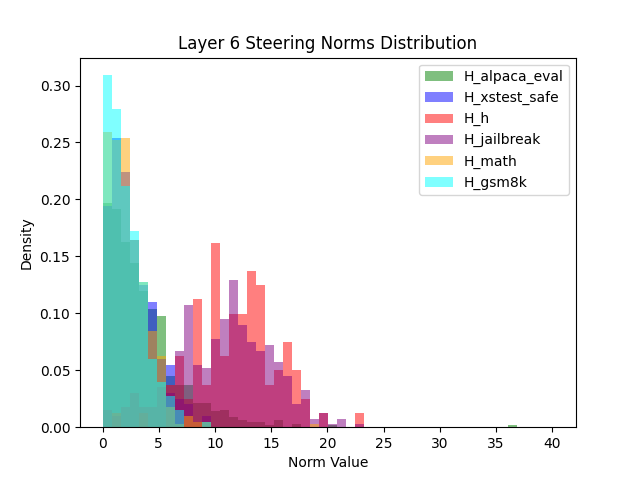 Layer 6 Steering Norms Distribution
H_alpaca_eval
H_xstest_safe
H_h
H_jailbreak
H_math
H_gsm8k
Density
0.30
0.25
0.20
0.15
0.10
0.05
0.00
0 5 10 15 20 25 30 35 40
Norm Value